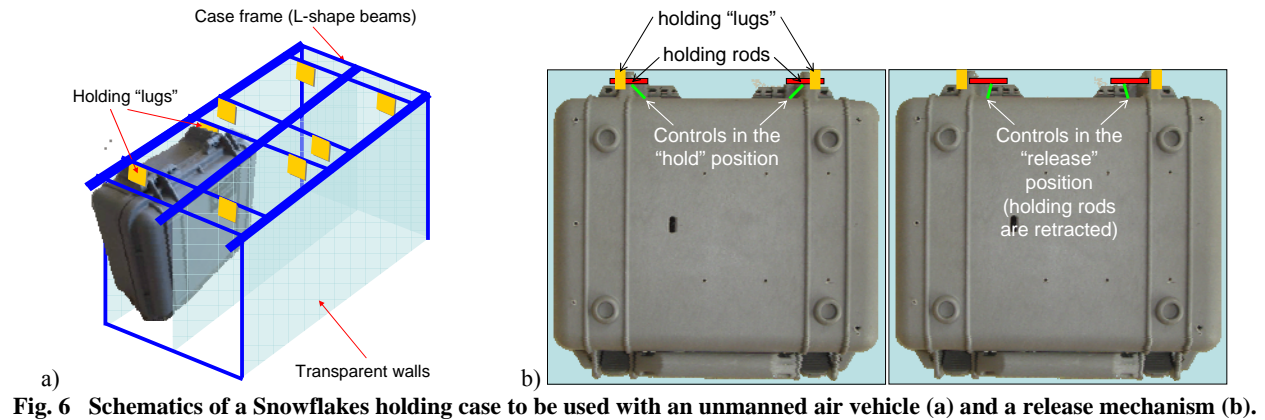 Case frame (L-shape beams)
Holding “lugs”
Transparent walls
a)
holding “lugs”
holding rods
Controls in the
“hold” position
Controls in the
“release”
position
(holding rods
are retracted)
b)
Fig. 6 Schematics of a Snowflakes holding case to be used with an unmanned air vehicle (a) and a release mechanism (b).